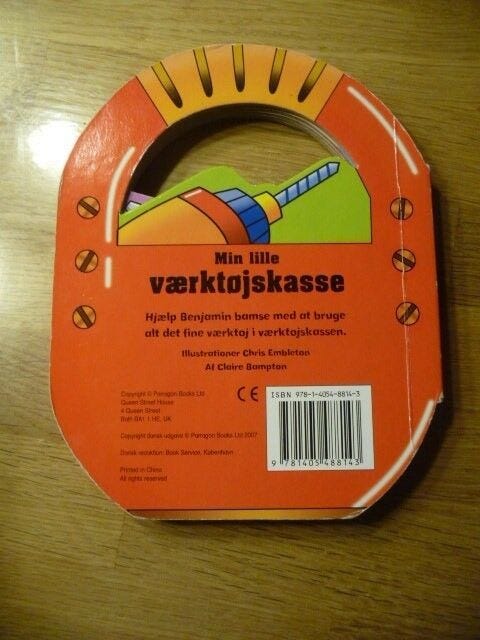 Min lille
værktøjskasse
Hjælp Benjamin bamse med at bruge
alt det fine værktøj i værktøjskassen.
Illustrationer Chris Embleton
Af Claire Bampton
Copyright © Parragon Books Ltd
Queen Street House
4 Queen Street
Bath BA1 1 HE, UK
Copyright dansk udgave © Parragon Books Ltd 2007
Dansk redaktion: Book Service, København
Printed in China
All rights reserved
CE
ISBN 978-1-4054-8814-3
9 781405 488143